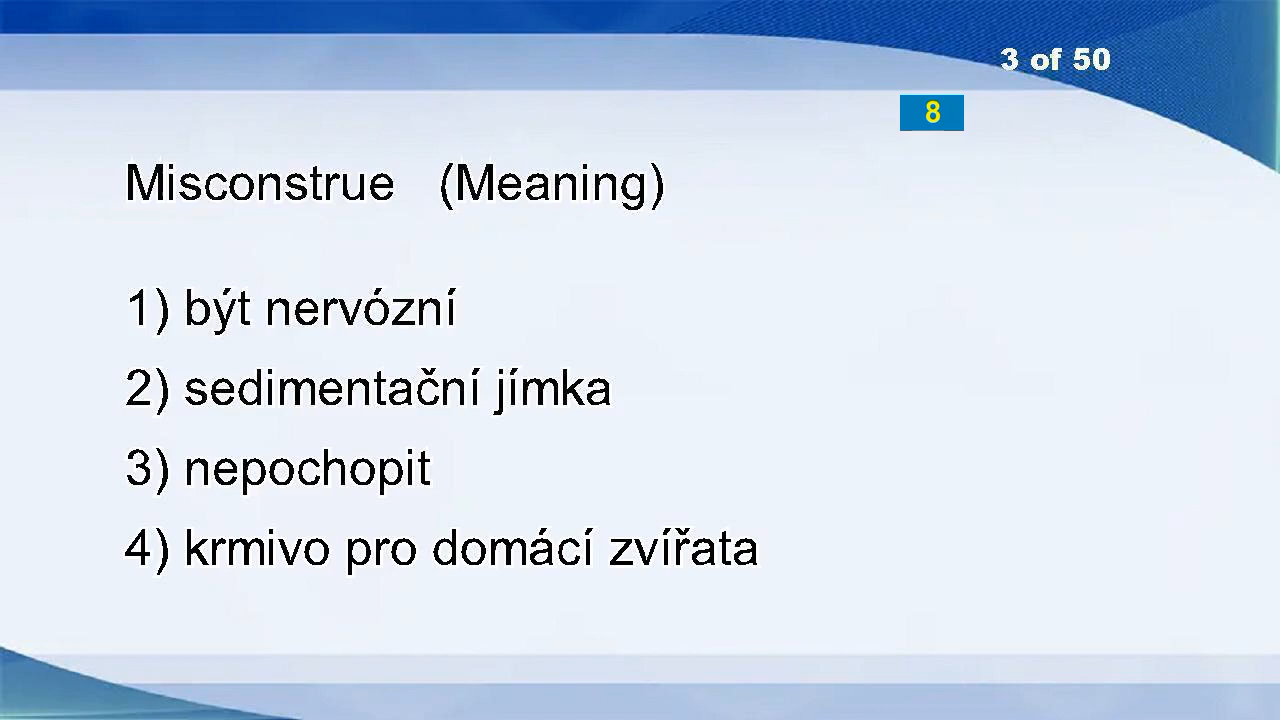 3 of 50
8
Misconstrue (Meaning)
1) být nervózní
2) sedimentační jímka
3) nepochopit
4) krmivo pro domácí zvířata